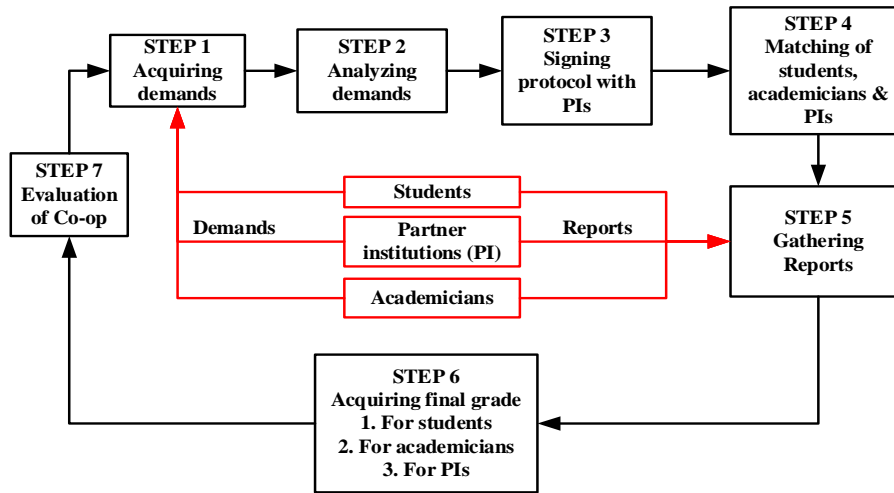 STEP 1
Acquiring
demands
STEP 2
Analyzing
demands
STEP 3
Signing
protocol with
PIs
STEP 4
Matching of
students,
academicians &
PIs
STEP 7
Evaluation
of Co-op
Students
Demands
Partner
institutions (PI)
Reports
Academicians
STEP 5
Gathering
Reports
STEP 6
Acquiring final grade
1. For students
2. For academicians
3. For PIs